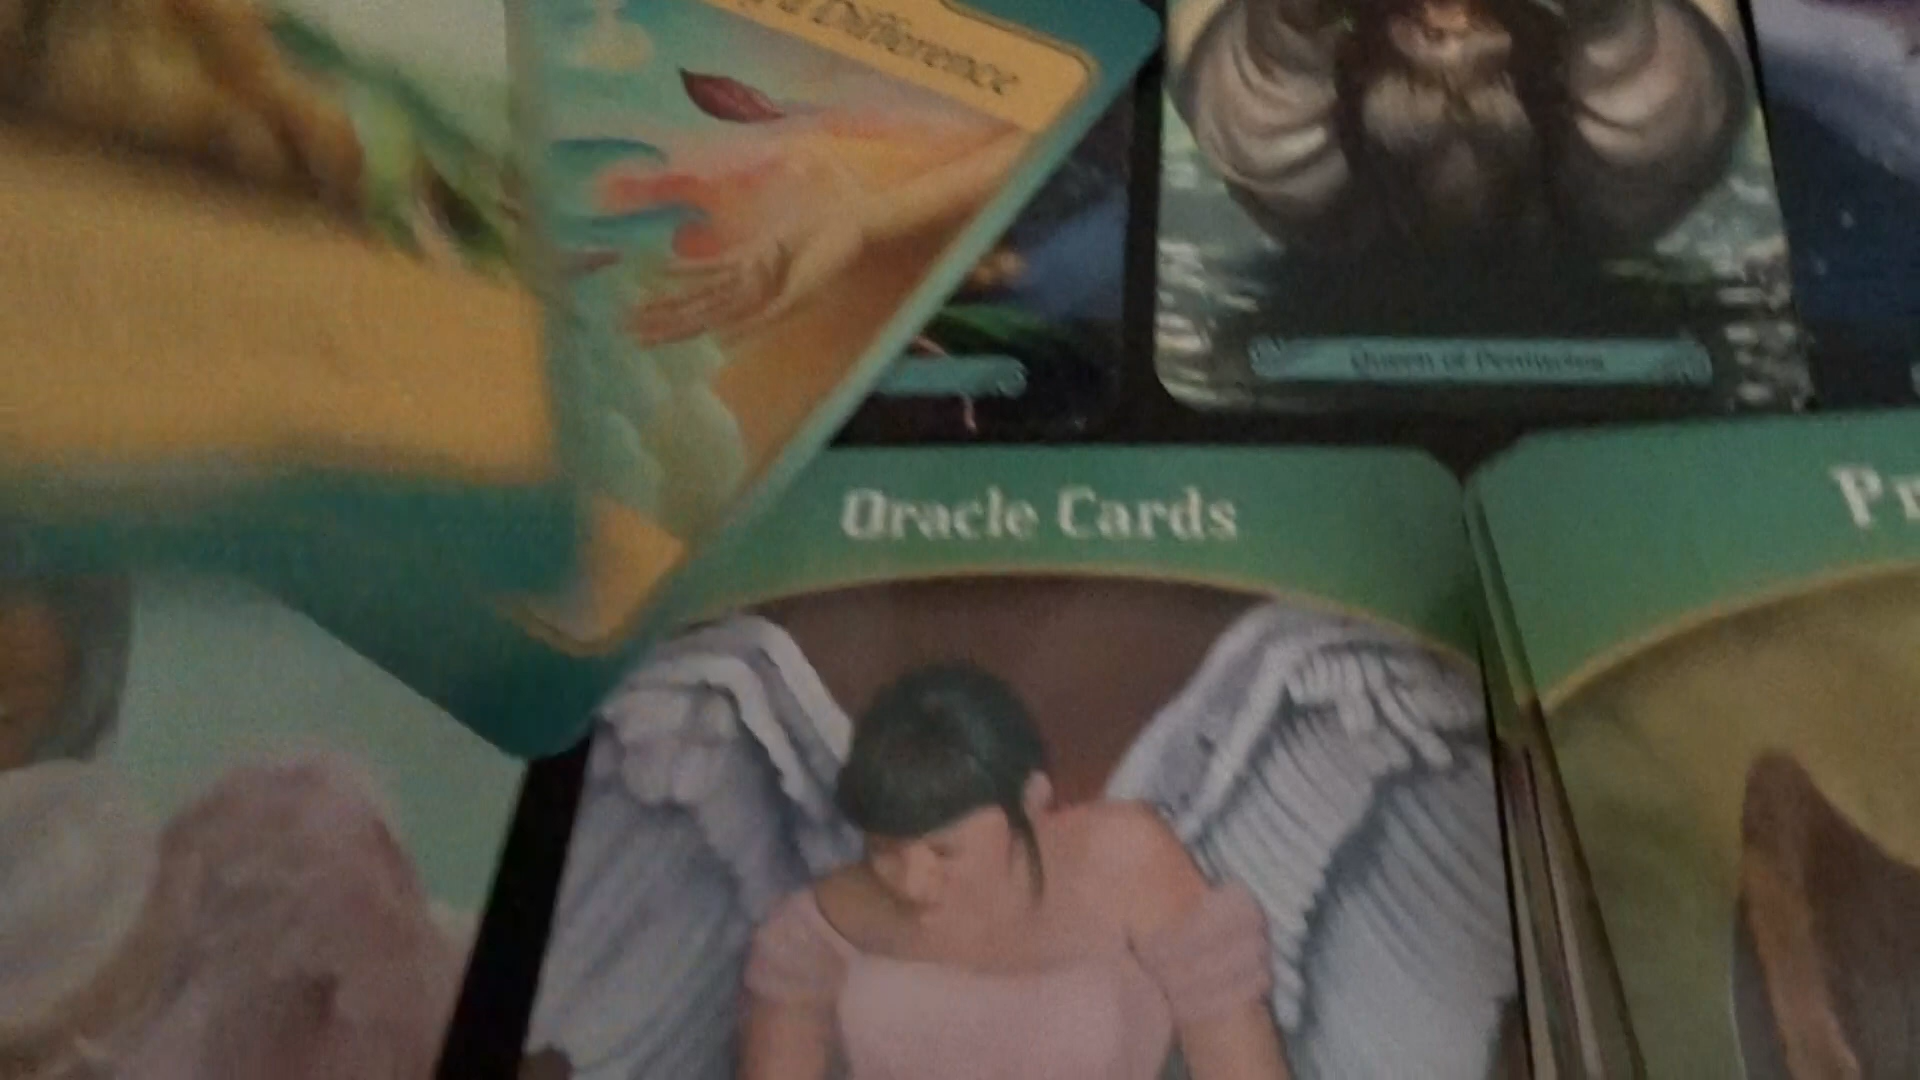 a Difference
Queen of Pentacles
Oracle Cards
Pr